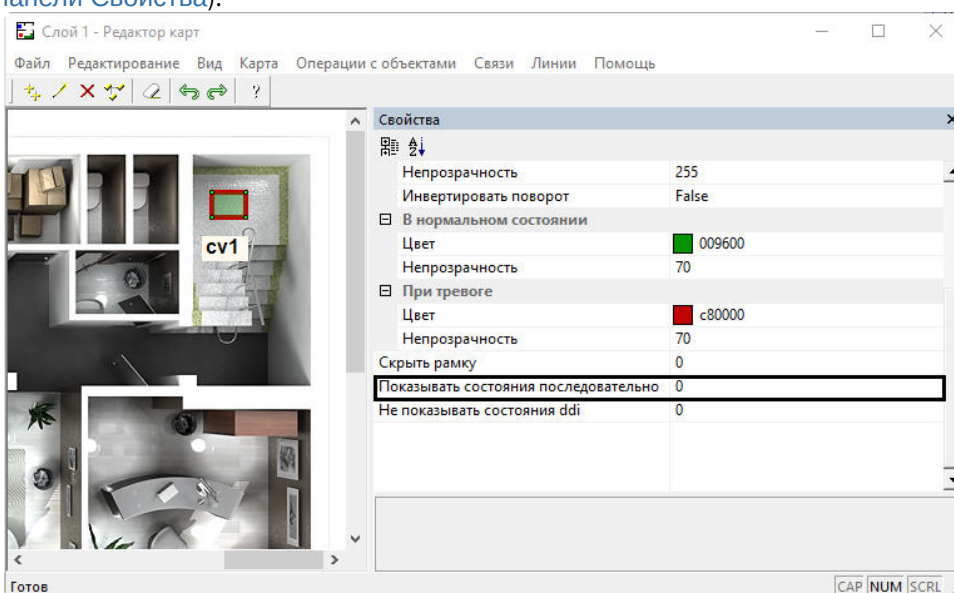 панели Свойства).
Слой 1 - Редактор карт
Файл Редактирование Вид Карта Операции с объектами Связи Линии Помощь
?
Свойства
Непрозрачность 255
Инвертировать поворот False
В нормальном состоянии
Цвет 009600
Непрозрачность 70
При тревоге
Цвет c80000
Непрозрачность 70
Скрыть рамку 0
Показывать состояния последовательно 0
Не показывать состояния ddi 0
cv1
Готов
CAP NUM SCRL